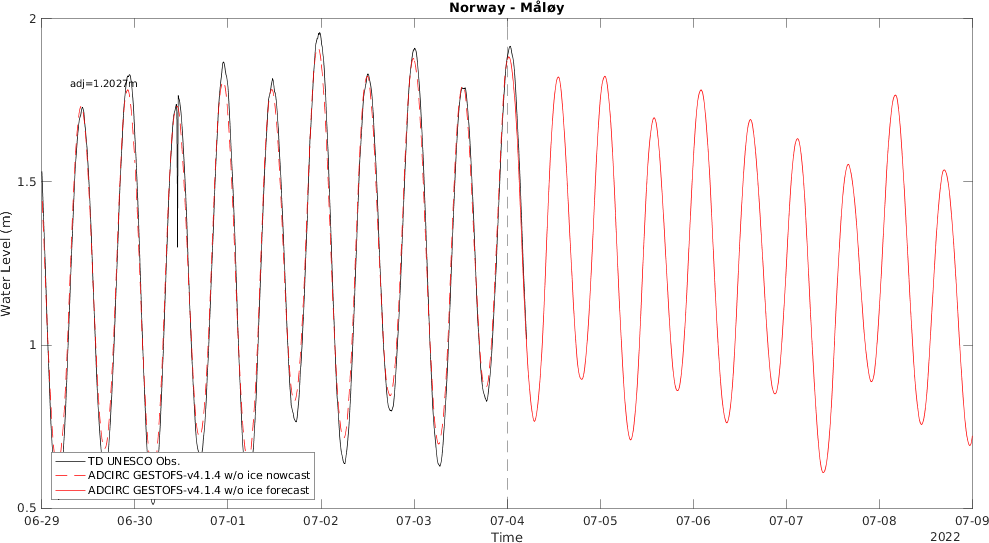 Norway - Måløy
2
adj=1.2027m
1.5
Water Level (m)
1
TD UNESCO Obs.
ADCIRC GESTOFS-v4.1.4 w/o ice nowcast
ADCIRC GESTOFS-v4.1.4 w/o ice forecast
0.5
06-29 06-30 07-01 07-02 07-03 07-04 07-05 07-06 07-07 07-08 07-09
Time
2022